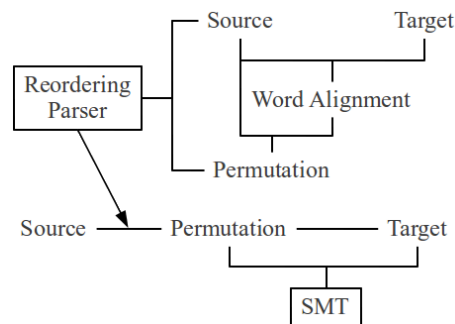 Source Target
Reordering
Parser
Word Alignment
Permutation
Source Permutation Target
SMT